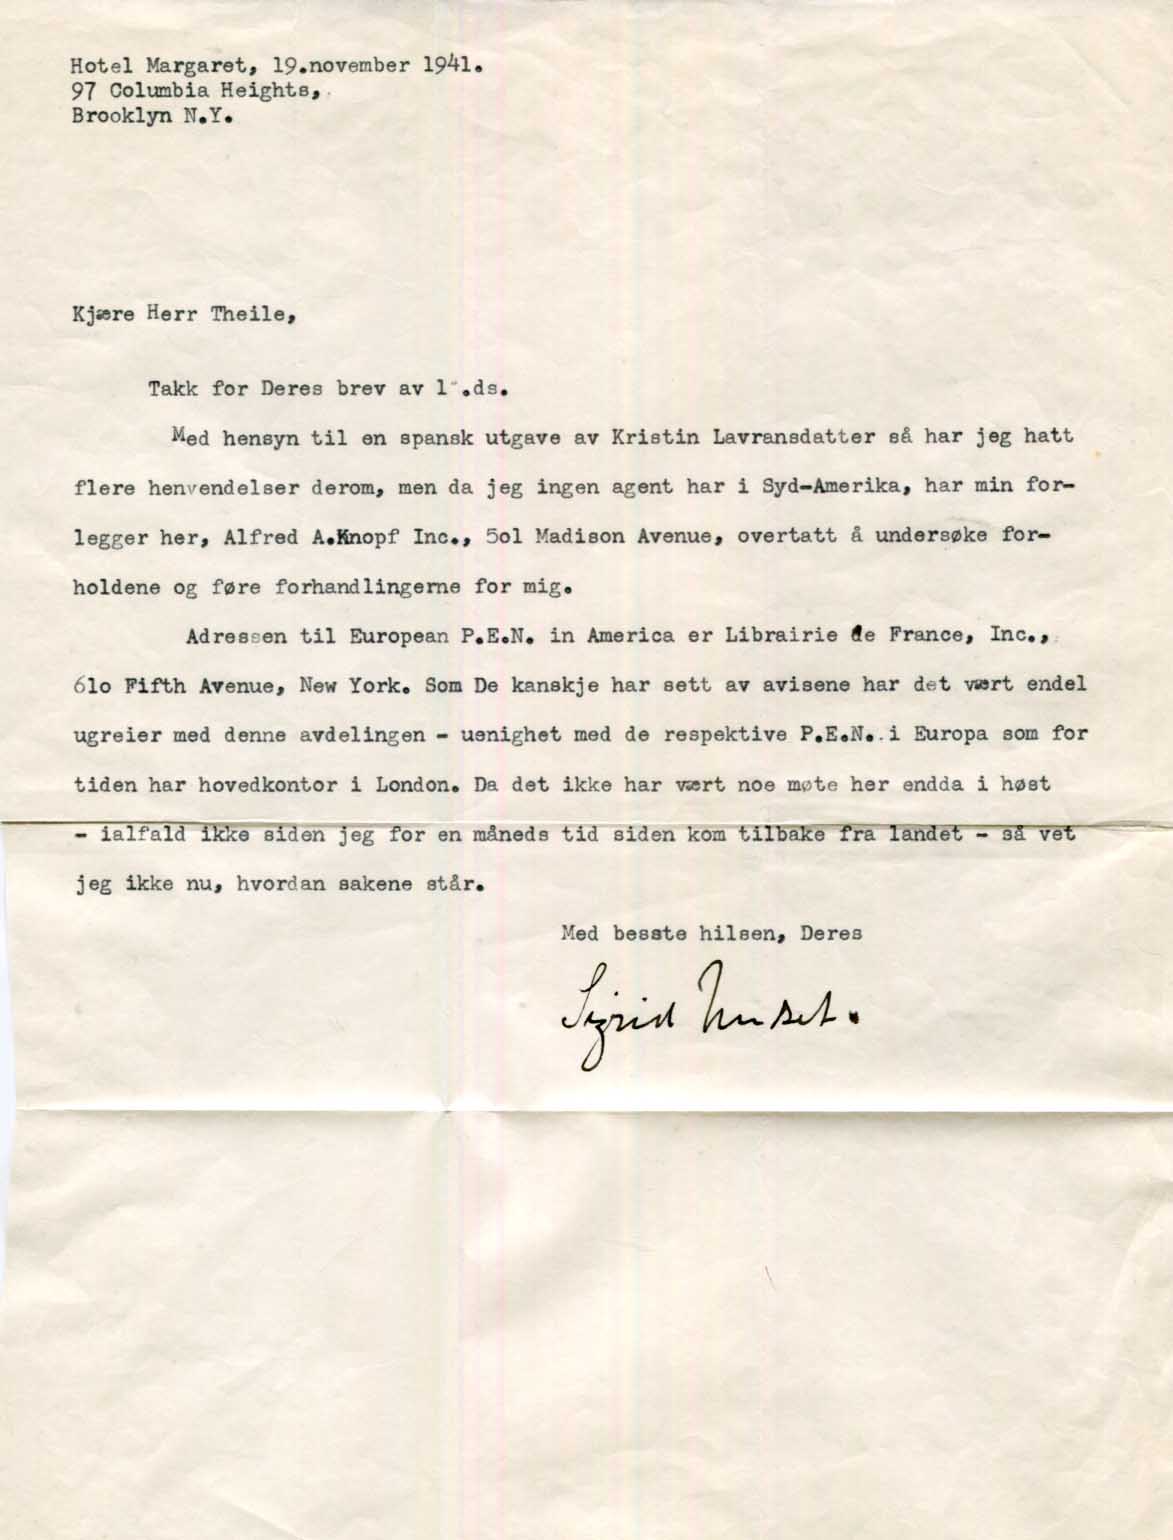 Hotel Margaret, 19.november 1941.
97 Columbia Heights,
Brooklyn N.Y.
Kjære Herr Theile,
Takk for Deres brev av .ds.
Med hensyn til en spansk utgave av Kristin Lavransdatter så har jeg hatt
flere henvendelser derom, men da jeg ingen agent har i Syd-Amerika, har min for-
legger her, Alfred A.Knopf Inc., 5o1 Madison Avenue, overtatt å undersøke for-
holdene og føre forhandlingerne for mig.
Adressen til European P.E.N. in America er Librairie de France, Inc.,
61o Fifth Avenue, New York. Som De kanskje har sett av avisene har det vært endel
ugreier med denne avdelingen - uenighet med de respektive P.E.N. i Europa som for
tiden har hovedkontor i London. Da det ikke har vært noe møte her endda i høst
- ialfald ikke siden jeg for en måneds tid siden kom tilbake fra landet - så vet
jeg ikke nu, hvordan sakene står.
Med besste hilsen, Deres
Sigrid Undset.